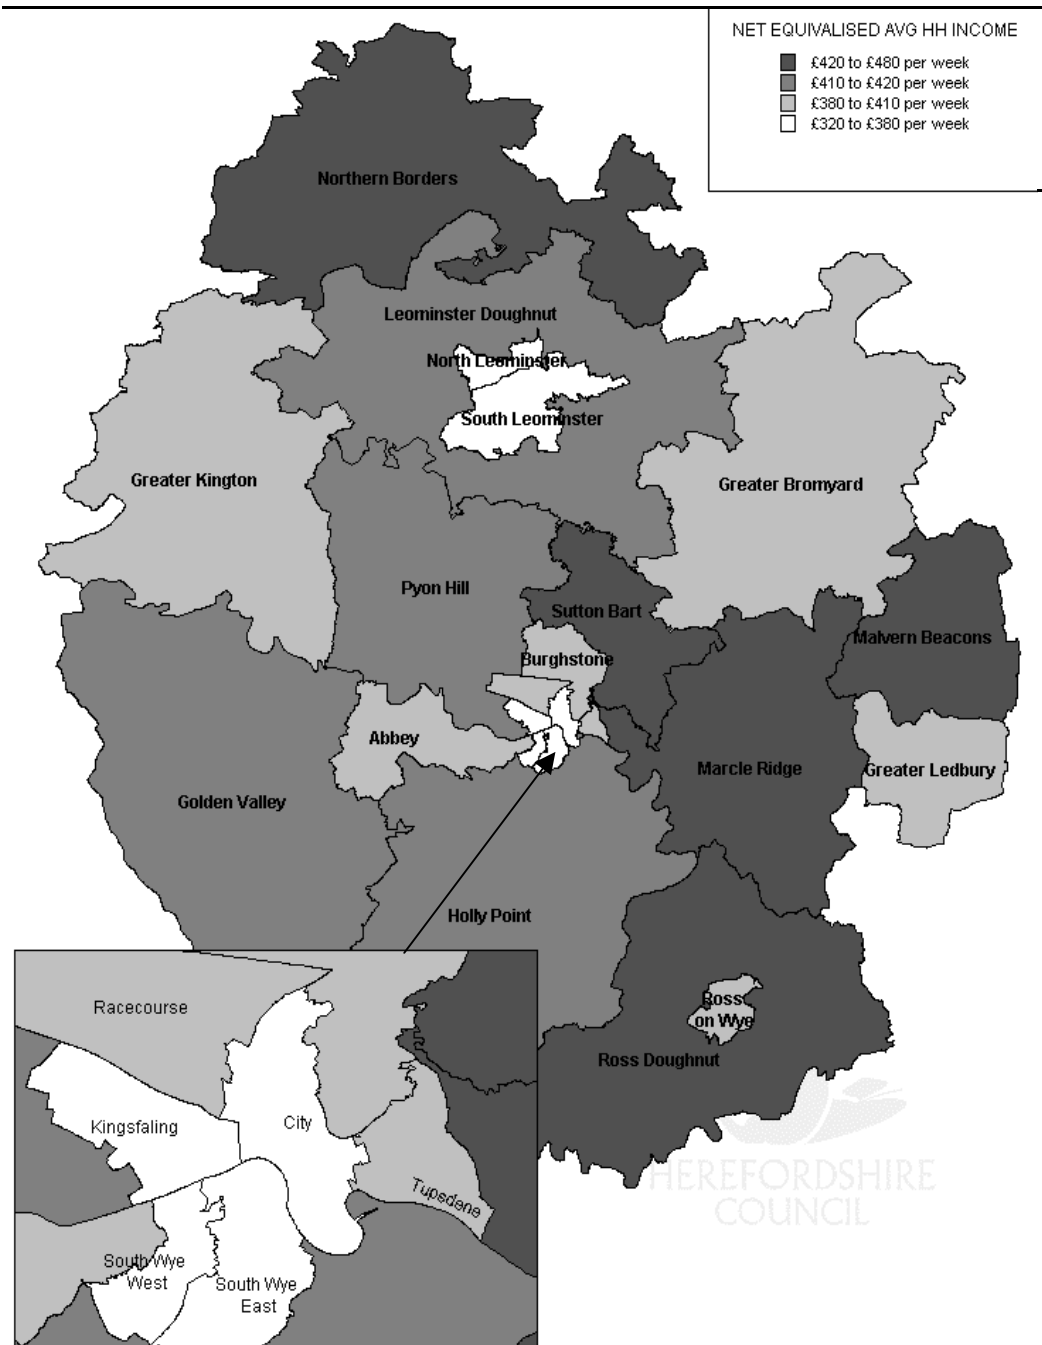 NET EQUIVALISED AVG HH INCOME
£420 to £480 per week
£410 to £420 per week
£380 to £410 per week
£320 to £380 per week
Northern Borders
Leominster Doughnut
North Leominster
South Leominster
Greater Kington
Greater Bromyard
Pyon Hill
Sutton Bart
Malvern Beacons
Burghstone
Abbey
Marcle Ridge
Greater Ledbury
Golden Valley
Holly Point
Ross
on Wye
Ross Doughnut
Racecourse
Kingsfaling
City
Tupsdene
South Wye
West
South Wye
East
HEREFORDSHIRE
COUNCIL